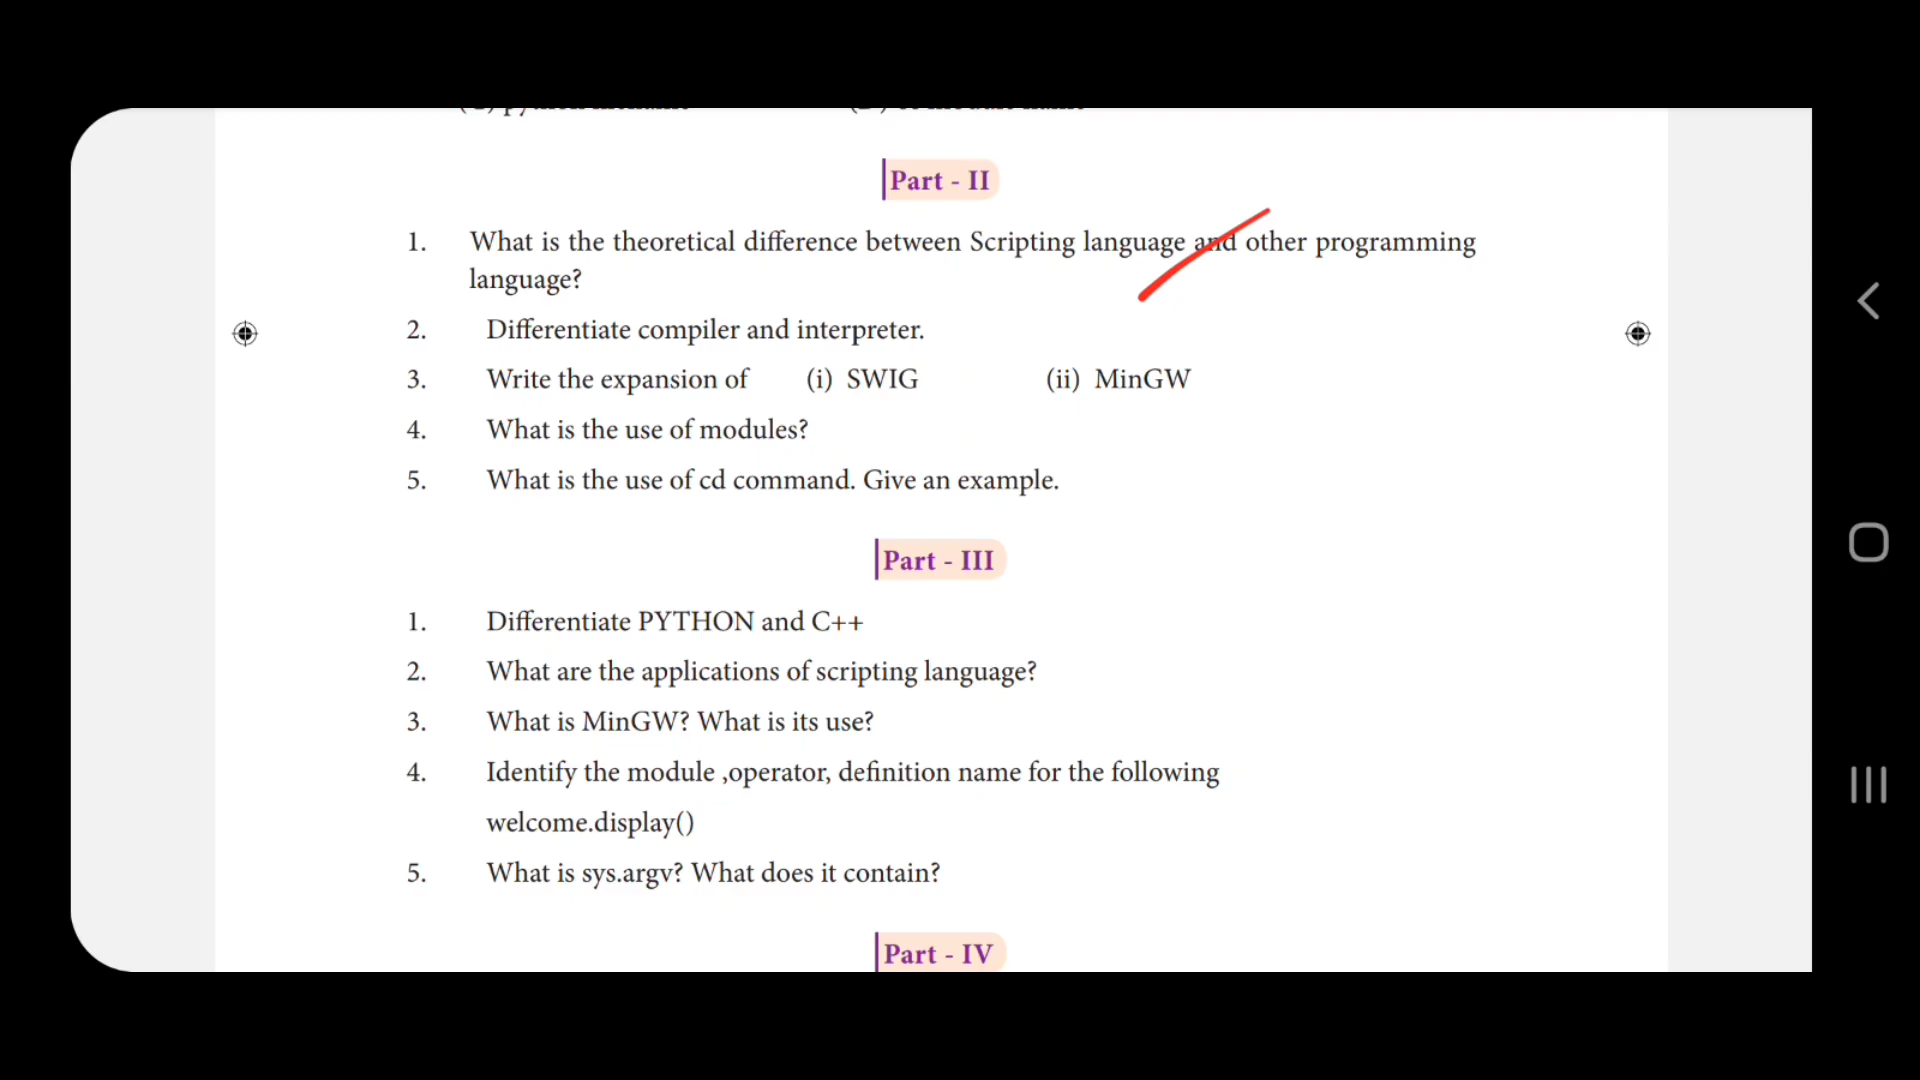 Part - II
1. What is the theoretical difference between Scripting language and other programming
language?
2. Differentiate compiler and interpreter.
3. Write the expansion of (i) SWIG (ii) MinGW
4. What is the use of modules?
5. What is the use of cd command. Give an example.
Part - III
1. Differentiate PYTHON and C++
2. What are the applications of scripting language?
3. What is MinGW? What is its use?
4. Identify the module ,operator, definition name for the following
welcome.display()
5. What is sys.argv? What does it contain?
Part - IV